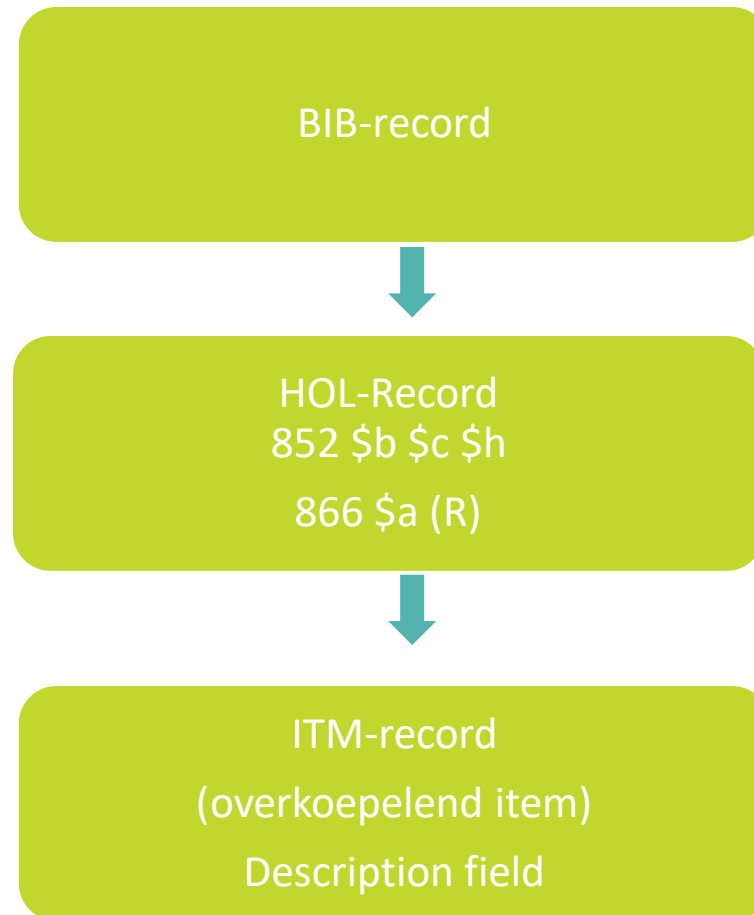 BIB-record
HOL-Record
852 $b $c $h
866 $a (R)
ITM-record
(overkoepelend item)
Description field